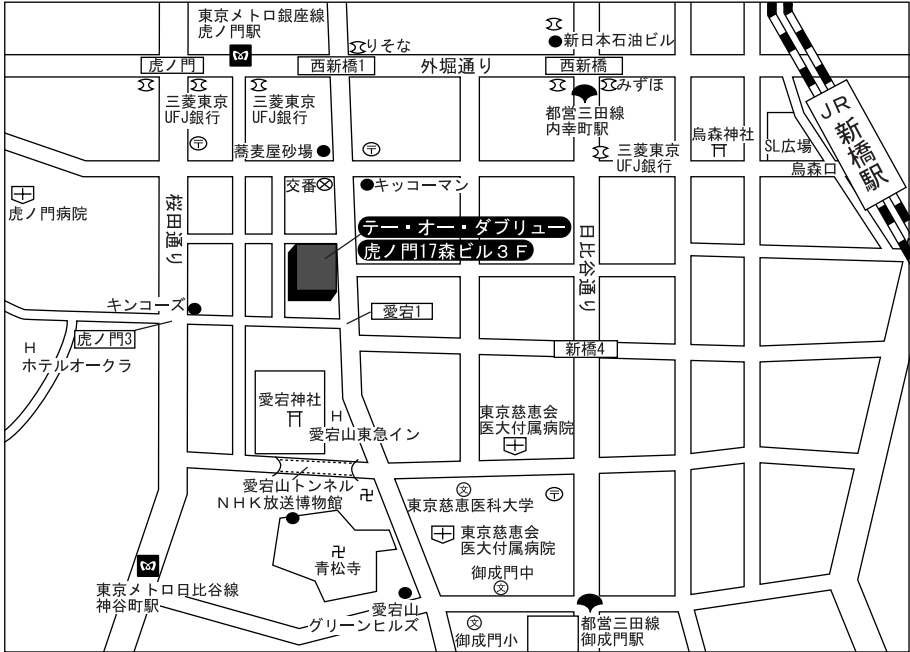 東京メトロ銀座線
虎ノ門駅
りそな
新日本石油ビル
虎ノ門
西新橋1
外堀通り
西新橋
みずほ
三菱東京
UFJ銀行
三菱東京
UFJ銀行
都営三田線
内幸町駅
JR
新橋駅
烏森神社
SL広場
烏森口
蕎麦屋砂場
三菱東京
UFJ銀行
交番
キッコーマン
虎ノ門病院
桜田通り
テー・オー・ダブリュー
虎ノ門17森ビル3F
日比谷通り
キンコーズ
愛宕1
虎ノ門3
H
ホテルオークラ
新橋4
愛宕神社
H
愛宕山東急イン
東京慈恵会
医大付属病院
愛宕山トンネル
NHK放送博物館
文
東京慈恵医科大学
東京慈恵会
医大付属病院
青松寺
御成門中
文
東京メトロ日比谷線
神谷町駅
愛宕山
グリーンヒルズ
文
御成門小
都営三田線
御成門駅